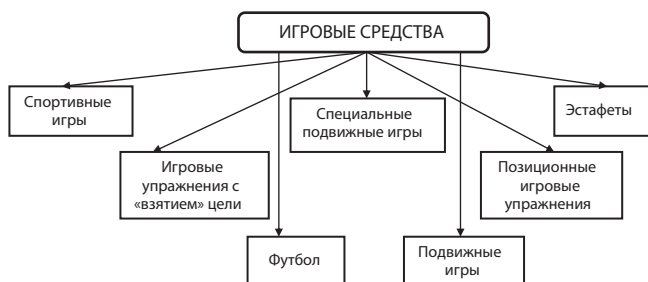 ИГРОВЫЕ СРЕДСТВА
Спортивные
игры
Специальные
подвижные игры
Эстафеты
Игровые
упражнения с
«взятием» цели
Позиционные
игровые
упражнения
Футбол
Подвижные
игры